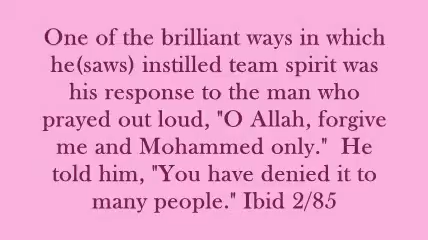 One of the brilliant ways in which
he(saws) instilled team spirit was
his response to the man who
prayed out loud, "O Allah, forgive
me and Mohammed only."  He
told him, "You have denied it to
many people." Ibid 2/85